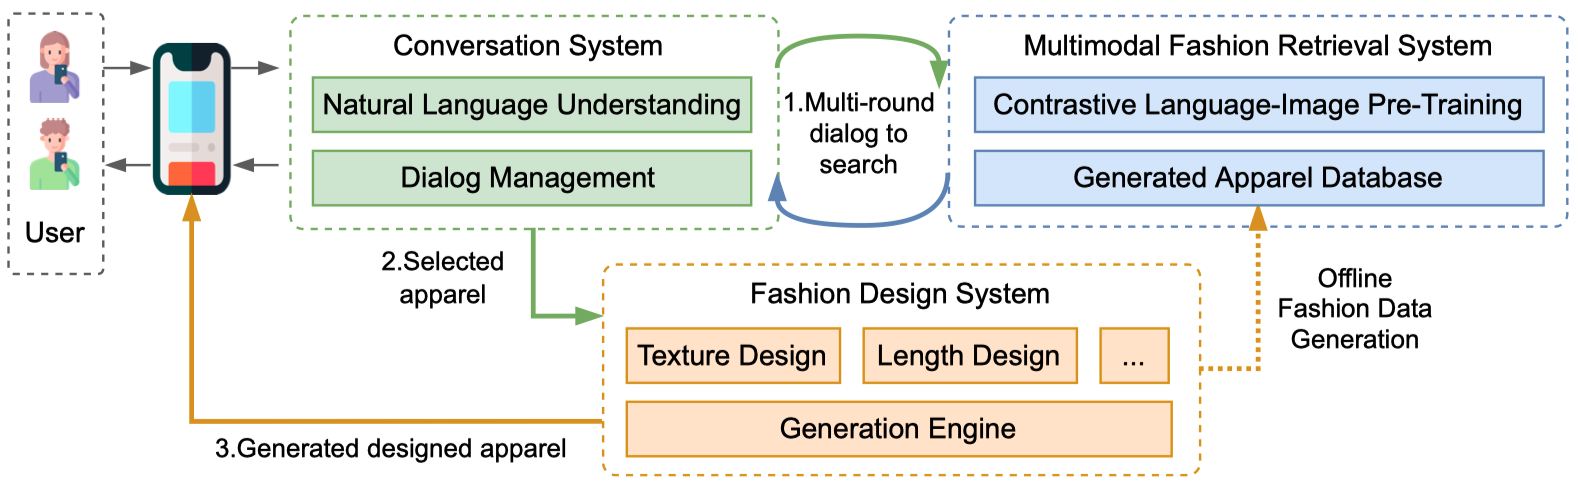 User
Conversation System
Natural Language Understanding
Dialog Management
1.Multi-round
dialog to
search
Multimodal Fashion Retrieval System
Contrastive Language-Image Pre-Training
Generated Apparel Database
2.Selected
apparel
Fashion Design System
Texture Design
Length Design
...
Generation Engine
Offline
Fashion Data
Generation
3.Generated designed apparel